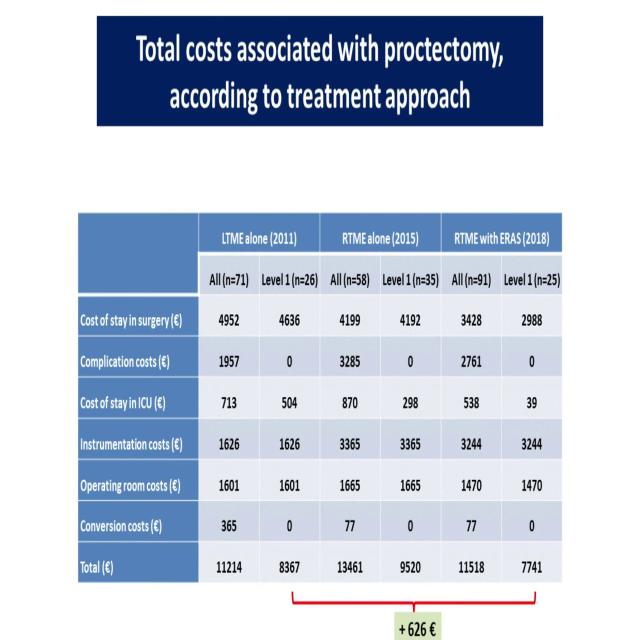 Total costs associated with proctectomy,
according to treatment approach
LTME alone (2011) RTME alone (2015) RTME with ERAS (2018)
All (n=71) Level 1 (n=26) All (n=58) Level 1 (n=35) All (n=91) Level 1 (n=25)
Cost of stay in surgery (€) 4952 4636 4199 4192 3428 2988
Complication costs (€) 1957 0 3285 0 2761 0
Cost of stay in ICU (€) 713 504 870 298 538 39
Instrumentation costs (€) 1626 1626 3365 3365 3244 3244
Operating room costs (€) 1601 1601 1665 1665 1470 1470
Conversion costs (€) 365 0 77 0 77 0
Total (€) 11214 8367 13461 9520 11518 7741
+ 626 €